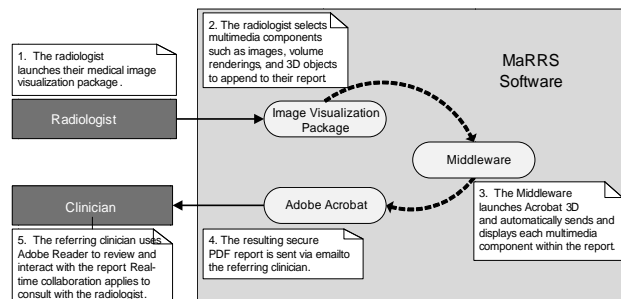 1. The radiologist
launches their medical image
visualization package .
2. The radiologist selects
multimedia components
such as images, volume
renderings, and 3D objects
to append to their report.
MaRRS
Software
Radiologist
Image Visualization
Package
Middleware
3. The Middleware
launches Acrobat 3D
and automatically sends and
displays each multimedia
component within the report.
Clinician
Adobe Acrobat
5. The referring clinician uses
Adobe Reader to review and
interact with the report Real-
time collaboration applies to
consult with the radiologist.
4. The resulting secure
PDF report is sent via emailto
the referring clinician.